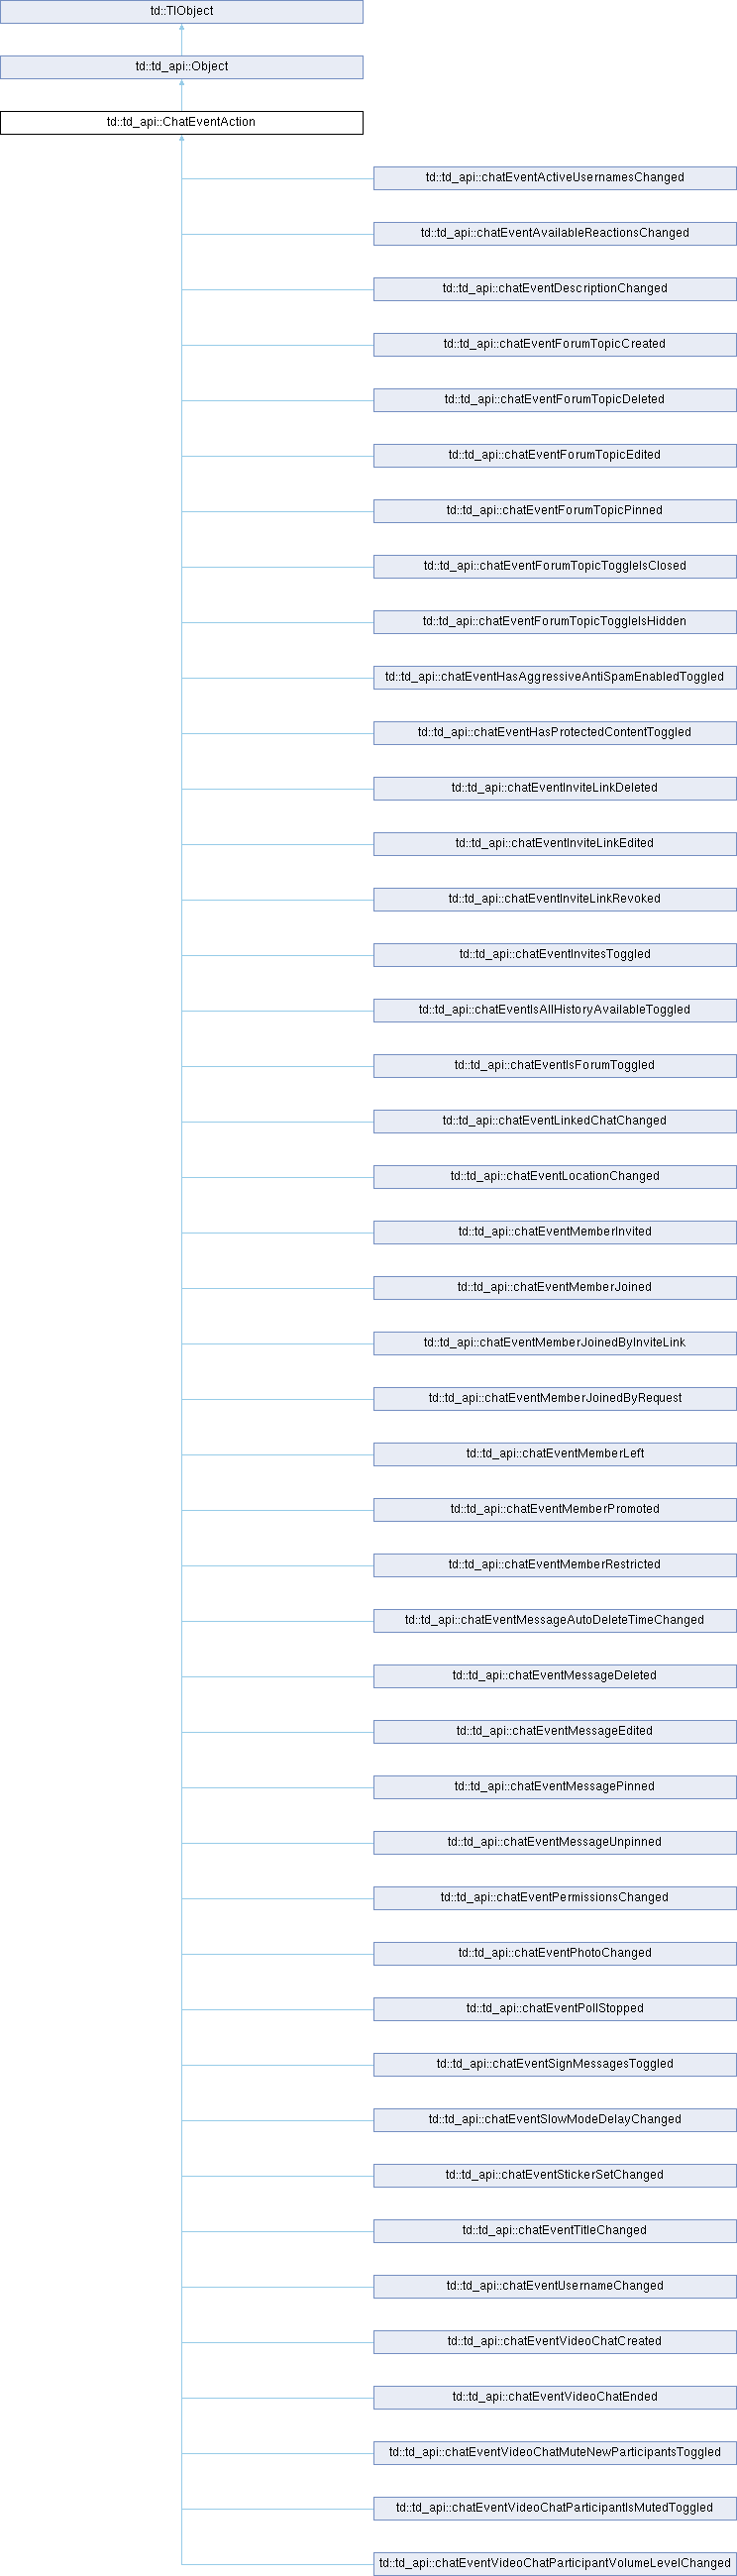 td::TlObject
td::td_api::Object
td::td_api::ChatEventAction
td::td_api::chatEventActiveUsernamesChanged
td::td_api::chatEventAvailableReactionsChanged
td::td_api::chatEventDescriptionChanged
td::td_api::chatEventForumTopicCreated
td::td_api::chatEventForumTopicDeleted
td::td_api::chatEventForumTopicEdited
td::td_api::chatEventForumTopicPinned
td::td_api::chatEventForumTopicToggleIsClosed
td::td_api::chatEventForumTopicToggleIsHidden
td::td_api::chatEventHasAggressiveAntiSpamEnabledToggled
td::td_api::chatEventHasProtectedContentToggled
td::td_api::chatEventInviteLinkDeleted
td::td_api::chatEventInviteLinkEdited
td::td_api::chatEventInviteLinkRevoked
td::td_api::chatEventInvitesToggled
td::td_api::chatEventIsAllHistoryAvailableToggled
td::td_api::chatEventIsForumToggled
td::td_api::chatEventLinkedChatChanged
td::td_api::chatEventLocationChanged
td::td_api::chatEventMemberInvited
td::td_api::chatEventMemberJoined
td::td_api::chatEventMemberJoinedByInviteLink
td::td_api::chatEventMemberJoinedByRequest
td::td_api::chatEventMemberLeft
td::td_api::chatEventMemberPromoted
td::td_api::chatEventMemberRestricted
td::td_api::chatEventMessageAutoDeleteTimeChanged
td::td_api::chatEventMessageDeleted
td::td_api::chatEventMessageEdited
td::td_api::chatEventMessagePinned
td::td_api::chatEventMessageUnpinned
td::td_api::chatEventPermissionsChanged
td::td_api::chatEventPhotoChanged
td::td_api::chatEventPollStopped
td::td_api::chatEventSignMessagesToggled
td::td_api::chatEventSlowModeDelayChanged
td::td_api::chatEventStickerSetChanged
td::td_api::chatEventTitleChanged
td::td_api::chatEventUsernameChanged
td::td_api::chatEventVideoChatCreated
td::td_api::chatEventVideoChatEnded
td::td_api::chatEventVideoChatMuteNewParticipantsToggled
td::td_api::chatEventVideoChatParticipantIsMutedToggled
td::td_api::chatEventVideoChatParticipantVolumeLevelChanged